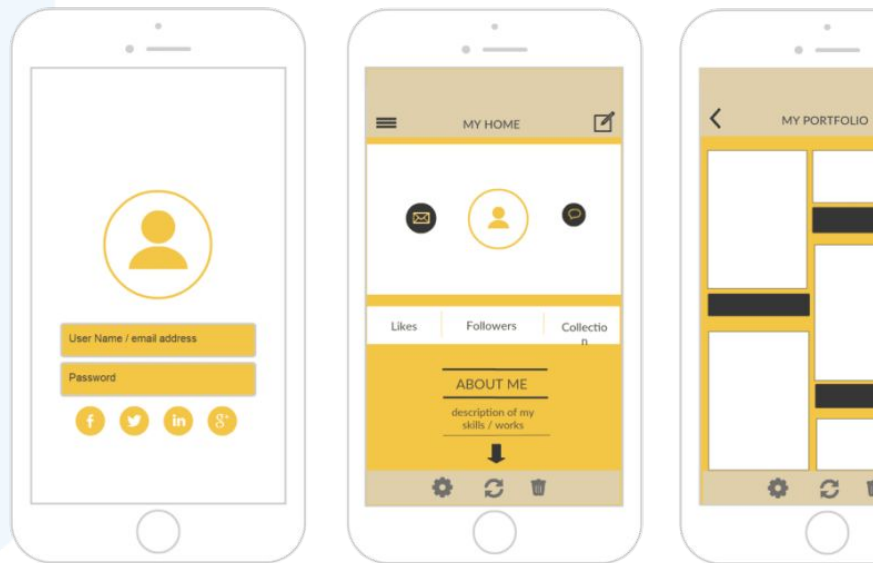 User Name / email address
Password
f
in
g+
MY HOME
Likes
Followers
Collectio
n
ABOUT ME
description of my
skills / works
MY PORTFOLIO